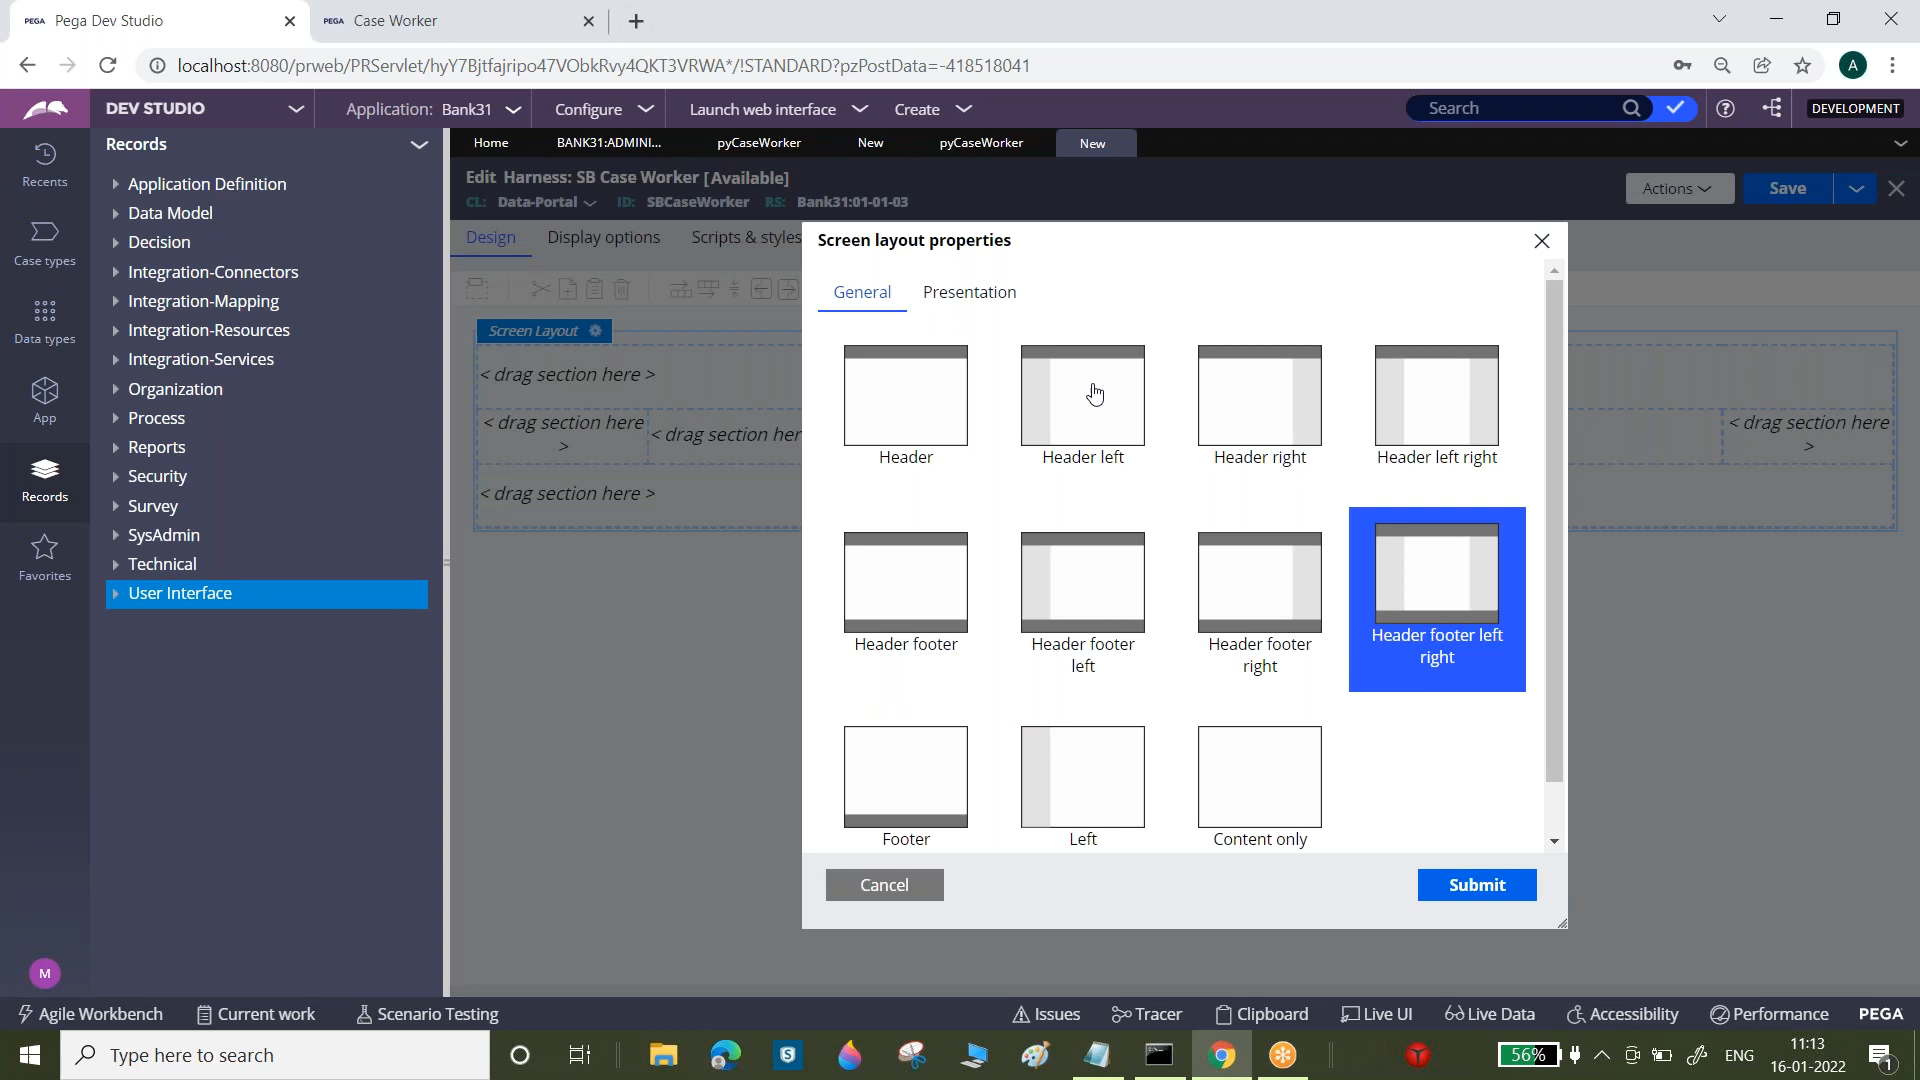 PEGA Pega Dev Studio
PEGA Case Worker
localhost:8080/prweb/PRServlet/hyY7Bjtfajripo47VObkRvy4QKT3VRWA*/!STANDARD?pzPostData=-418518041
A
DEV STUDIO
Application: Bank31
Configure
Launch web interface
Create
Search
DEVELOPMENT
Recents
Case types
Data types
App
Records
Favorites
M
Records
Application Definition
Data Model
Decision
Integration-Connectors
Integration-Mapping
Integration-Resources
Integration-Services
Organization
Process
Reports
Security
Survey
SysAdmin
Technical
User Interface
Home
BANK31:ADMINI...
pyCaseWorker
New
pyCaseWorker
New
Edit Harness: SB Case Worker [Available]
CL: Data-Portal ID: SBCaseWorker RS: Bank31:01-01-03
Actions
Save
Design
Display options
Scripts & styles
Screen Layout
< drag section here >
< drag section here
>
< drag section her
< drag section here
>
< drag section here >
Screen layout properties
General
Presentation
Header
Header left
Header right
Header left right
Header footer
Header footer
left
Header footer
right
Header footer left
right
Footer
Left
Content only
Cancel
Submit
Agile Workbench
Current work
Scenario Testing
Issues
Tracer
Clipboard
Live UI
Live Data
Accessibility
Performance
PEGA
Type here to search
56%
ENG
11:13
16-01-2022
1